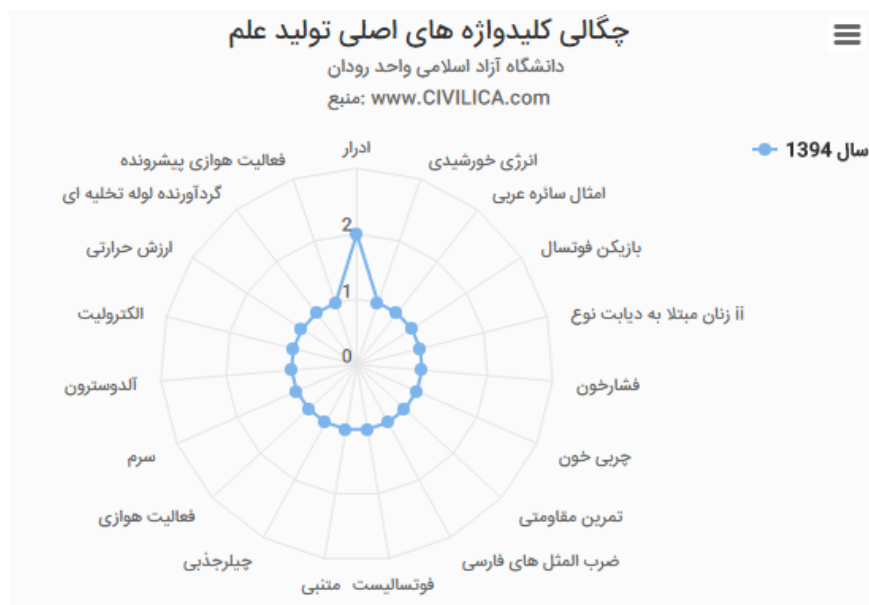 چگالی کلیدواژه های اصلی تولید علم
دانشگاه آزاد اسلامی واحد رودان
منبع: www.CIVILICA.com
سال 1394
ادرار
انرژی خورشیدی
امثال سائره عربی
بازیکن فوتسال
زنان مبتلا به دیابت نوع ii
فشارخون
چربی خون
تمرین مقاومتی
ضرب المثل های فارسی
فوتسالیست
متنبی
چیلرجذبی
فعالیت هوازی
سرم
آلدوسترون
الکترولیت
ارزش حرارتی
گردآورنده لوله تخلیه ای
فعالیت هوازی پیشرونده
2
1
0